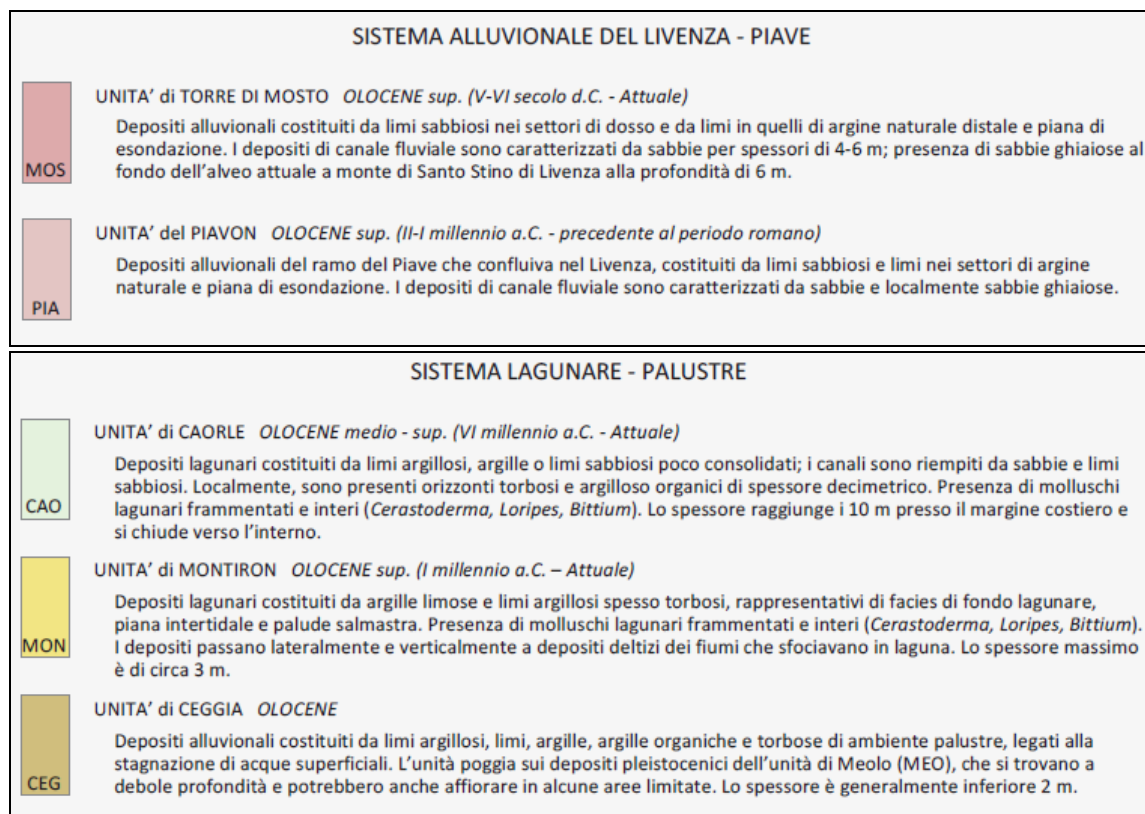 SISTEMA ALLUVIONALE DEL LIVENZA - PIAVE
UNITA’ di TORRE DI MOSTO OLOCENE sup. (V-VI secolo d.C. - Attuale)
Depositi alluvionali costituiti da limi sabbiosi nei settori di dosso e da limi in quelli di argine naturale distale e piana di
esondazione. I depositi di canale fluviale sono caratterizzati da sabbie per spessori di 4-6 m; presenza di sabbie ghiaiose al
fondo dell’alveo attuale a monte di Santo Stino di Livenza alla profondità di 6 m.
MOS
UNITA’ del PIAVON OLOCENE sup. (II-I millennio a.C. - precedente al periodo romano)
Depositi alluvionali del ramo del Piave che confluiva nel Livenza, costituiti da limi sabbiosi e limi nei settori di argine
naturale e piana di esondazione. I depositi di canale fluviale sono caratterizzati da sabbie e localmente sabbie ghiaiose.
PIA
SISTEMA LAGUNARE - PALUSTRE
UNITA’ di CAORLE OLOCENE medio - sup. (VI millennio a.C. - Attuale)
Depositi lagunari costituiti da limi argillosi, argille o limi sabbiosi poco consolidati; i canali sono riempiti da sabbie e limi
sabbiosi. Localmente, sono presenti orizzonti torbosi e argilloso organici di spessore decimetrico. Presenza di molluschi
lagunari frammentati e interi (Cerastoderma, Loripes, Bittium). Lo spessore raggiunge i 10 m presso il margine costiero e
si chiude verso l’interno.
CAO
UNITA’ di MONTIRON OLOCENE sup. (I millennio a.C. – Attuale)
Depositi lagunari costituiti da argille limose e limi argillosi spesso torbosi, rappresentativi di facies di fondo lagunare,
piana intertidale e palude salmastra. Presenza di molluschi lagunari frammentati e interi (Cerastoderma, Loripes, Bittium).
I depositi passano lateralmente e verticalmente a depositi deltizi dei fiumi che sfociavano in laguna. Lo spessore massimo
è di circa 3 m.
MON
UNITA’ di CEGGIA OLOCENE
Depositi alluvionali costituiti da limi argillosi, limi, argille, argille organiche e torbose di ambiente palustre, legati alla
stagnazione di acque superficiali. L’unità poggia sui depositi pleistocenici dell’unità di Meolo (MEO), che si trovano a
debole profondità e potrebbero anche affiorare in alcune aree limitate. Lo spessore è generalmente inferiore 2 m.
CEG